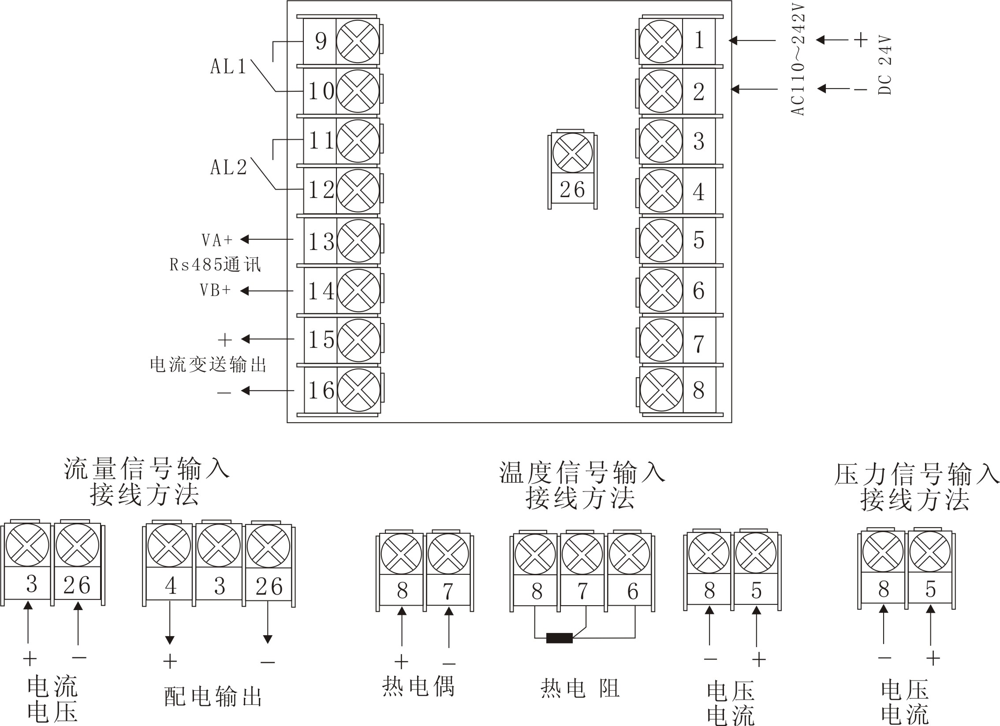 9
AL1
10
11
AL2
12
VA+
13
Rs485通讯
VB+
14
+
15
电流变送输出
−
16
26
1
2
3
4
5
6
7
8
AC110～242V
+
−
DC 24V
流量信号输入
接线方法
3 26
+ −
电流
电压
4 3 26
+ −
配电输出
温度信号输入
接线方法
8 7
+ −
热电偶
8 7 6
热电 阻
8 5
− +
电压
电流
压力信号输入
接线方法
8 5
− +
电压
电流